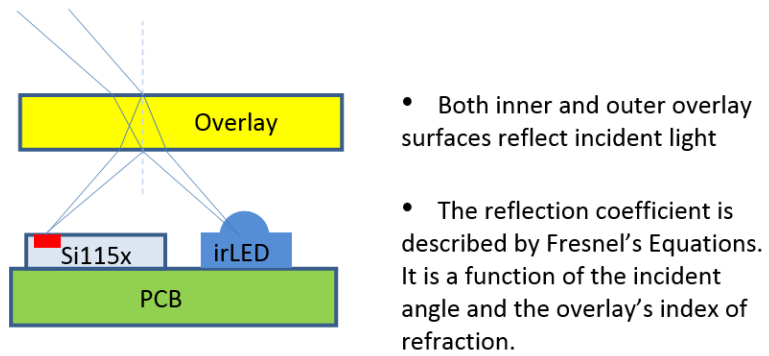 Overlay
Si115x
irLED
PCB
• Both inner and outer overlay
surfaces reflect incident light
• The reflection coefficient is
described by Fresnel’s Equations.
It is a function of the incident
angle and the overlay’s index of
refraction.